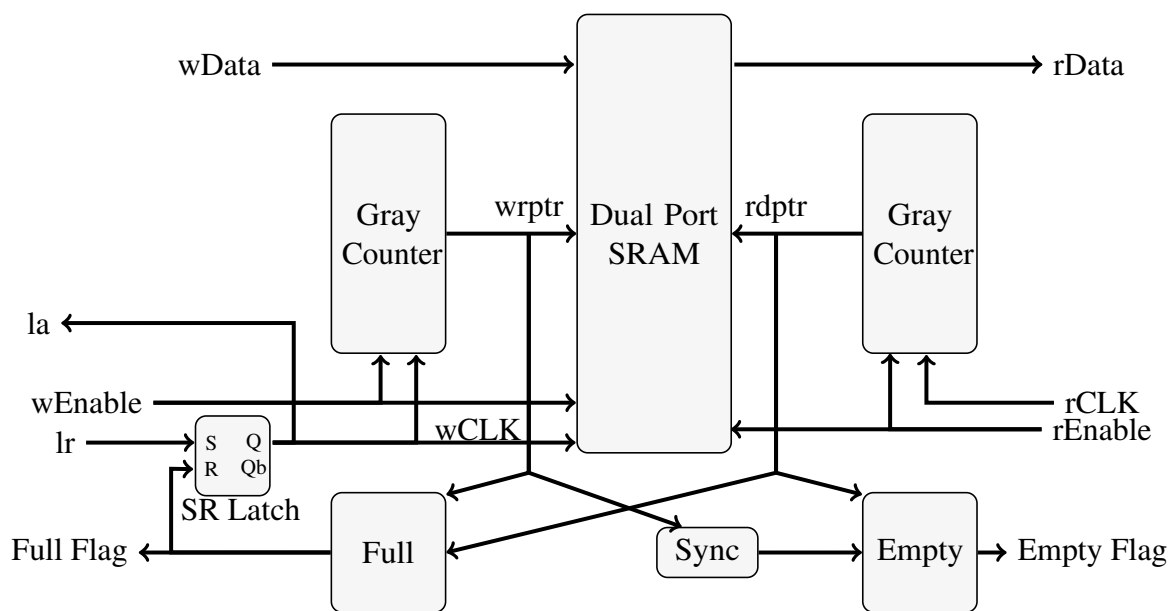 wData
rData
Gray
Counter
wrptr
Dual Port
SRAM
rdptr
Gray
Counter
la
wEnable
rCLK
lr
S Q
R Qb
wCLK
rEnable
SR Latch
Full Flag
Full
Sync
Empty
Empty Flag